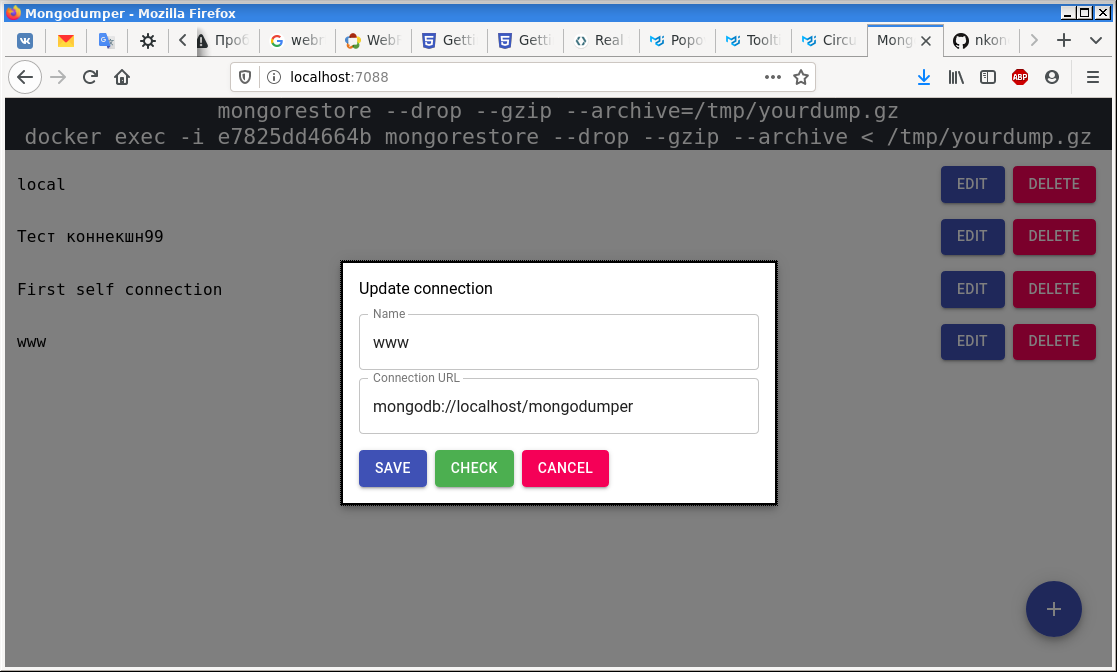 Mongodumper - Mozilla Firefox
Проб
webr
WebF
Getti
Getti
Real
Popo
Toolti
Circu
Mong
nkon
localhost:7088
ABP
mongorestore --drop --gzip --archive=/tmp/yourdump.gz
docker exec -i e7825dd4664b mongorestore --drop --gzip --archive < /tmp/yourdump.gz
local EDIT DELETE
Тест коннекшн99 EDIT DELETE
First self connection EDIT DELETE
www EDIT DELETE
Update connection
Name
www
Connection URL
mongodb://localhost/mongodumper
SAVE CHECK CANCEL